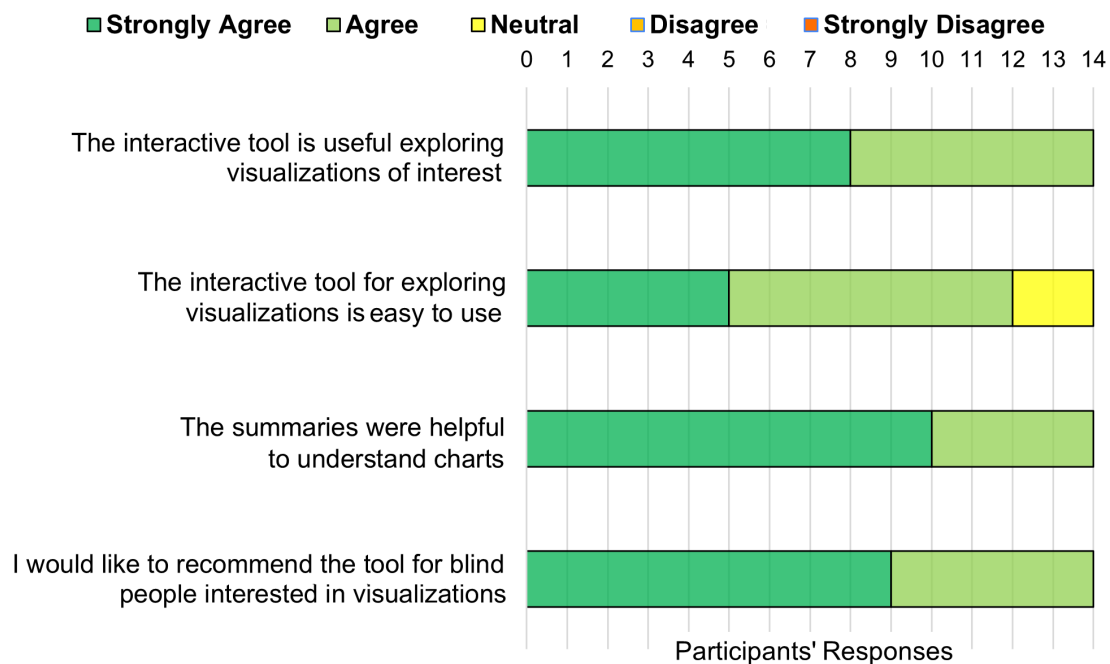 Strongly Agree Agree Neutral Disagree Strongly Disagree
0 1 2 3 4 5 6 7 8 9 10 11 12 13 14
The interactive tool is useful exploring
visualizations of interest
The interactive tool for exploring
visualizations is easy to use
The summaries were helpful
to understand charts
I would like to recommend the tool for blind
people interested in visualizations
Participants' Responses